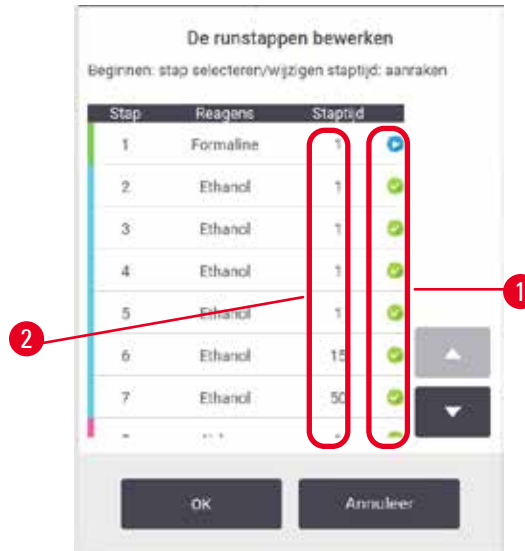 De runstappen bewerken
Beginnen: stap selecteren/wijzigen staptijd: aanraken
Stap Reagens Staptijd
1 Formaline 1
2 Ethanol 1
3 Ethanol 1
4 Ethanol 1
5 Ethanol 1
6 Ethanol 15
7 Ethanol 50
OK Annuleer
1
2